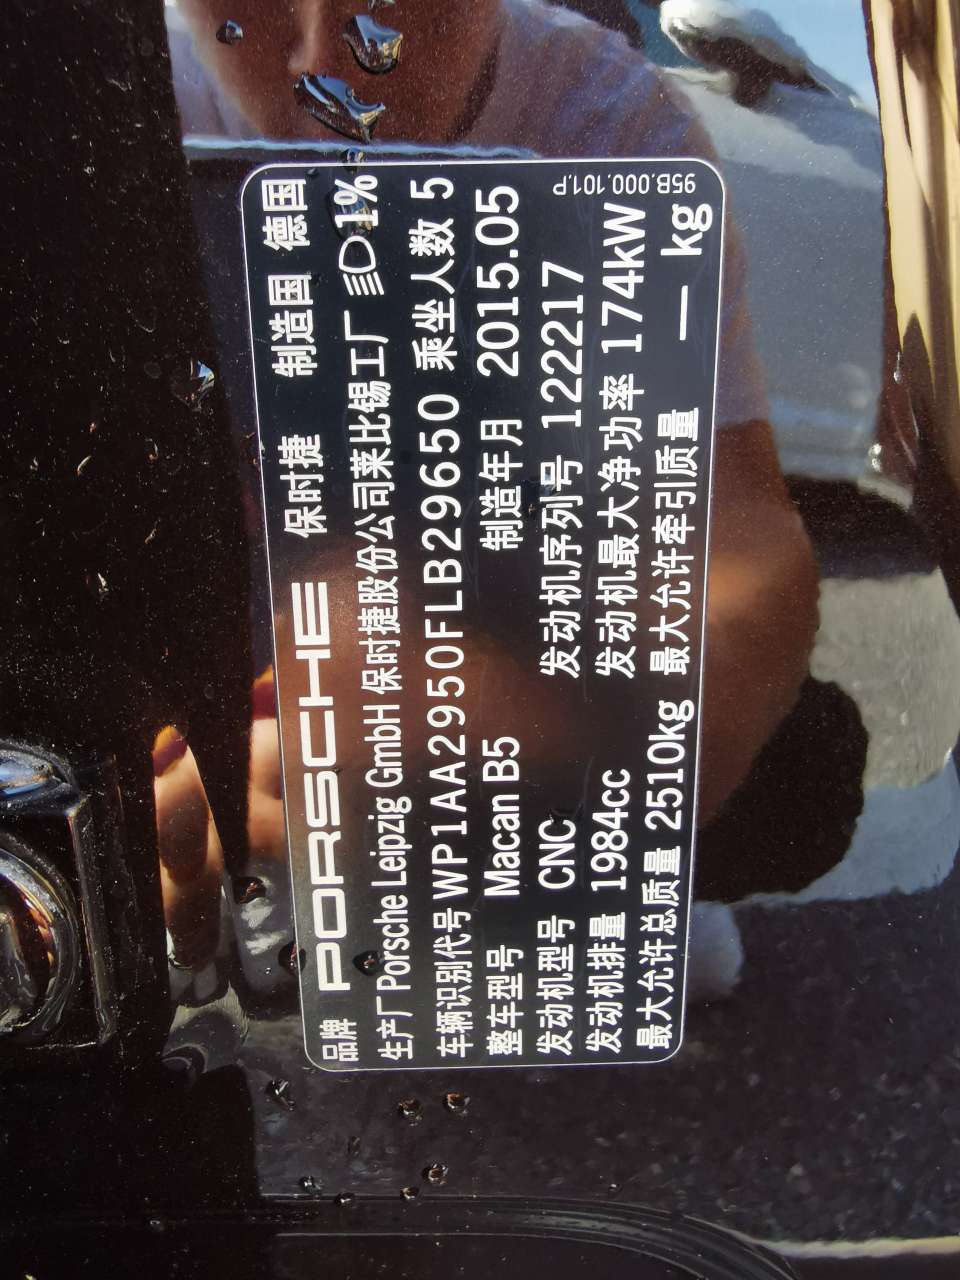 品牌 PORSCHE 保时捷 制造国 德国
生产厂 Porsche Leipzig GmbH 保时捷股份公司莱比锡工厂 1%
车辆识别代号 WP1AA2950FLB29650 乘坐人数 5
整车型号 Macan B5 制造年月 2015.05
发动机型号 CNC 发动机序列号 122217
发动机排量 1984cc 发动机最大净功率 174kW
最大允许总质量 2510kg 最大允许牵引质量 — kg
95B.000.101.P